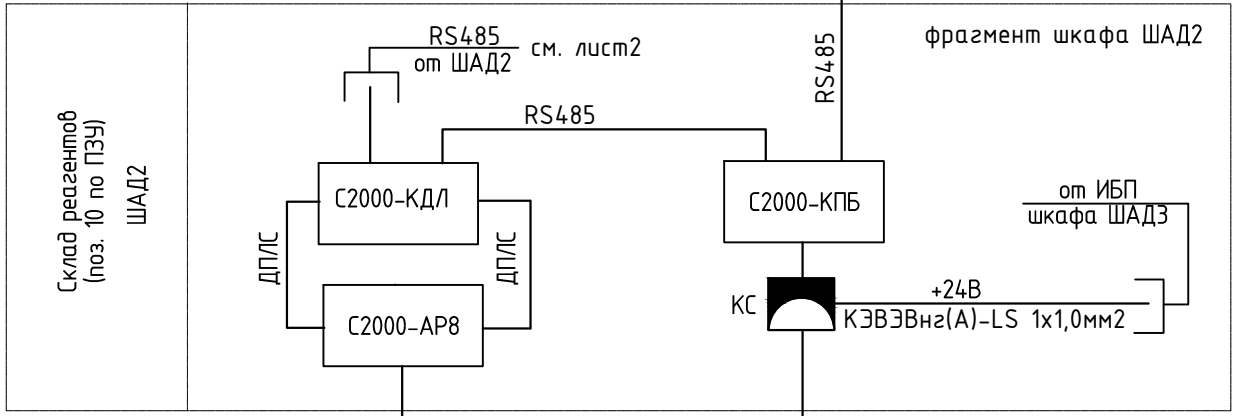 Склад реагентов
(поз. 10 по ПЗУ)
ШАД2
RS485
от ШАД2
см. лист2
RS485
фрагмент шкафа ШАД2
RS485
С2000-КДЛ
С2000-КПБ
от ИБП
шкафа ШАД3
ДПЛС
ДПЛС
С2000-АР8
КС
+24В
КЭВЭВнг(А)-LS 1х1,0мм2